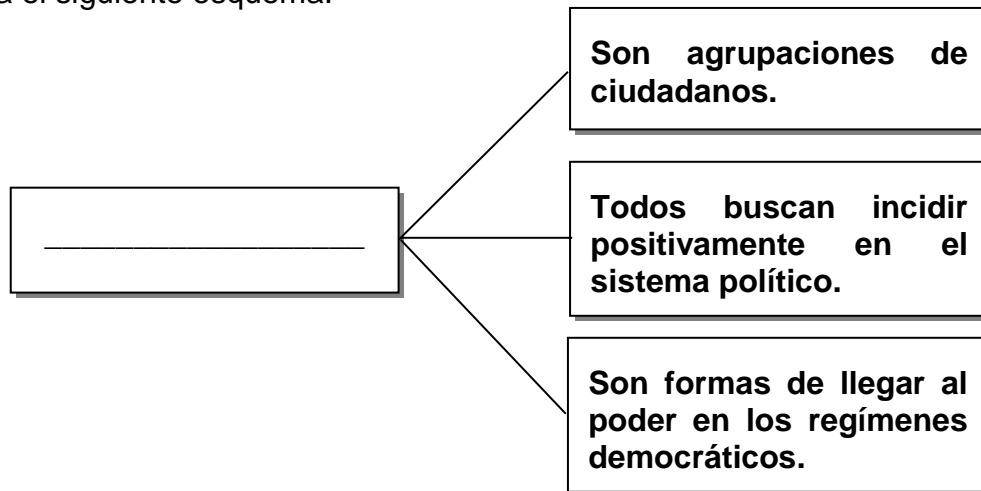 a el siguiente esquema:
Son agrupaciones de
ciudadanos.
Todos buscan incidir
positivamente en el
sistema político.
___________________
Son formas de llegar al
poder en los regímenes
democráticos.